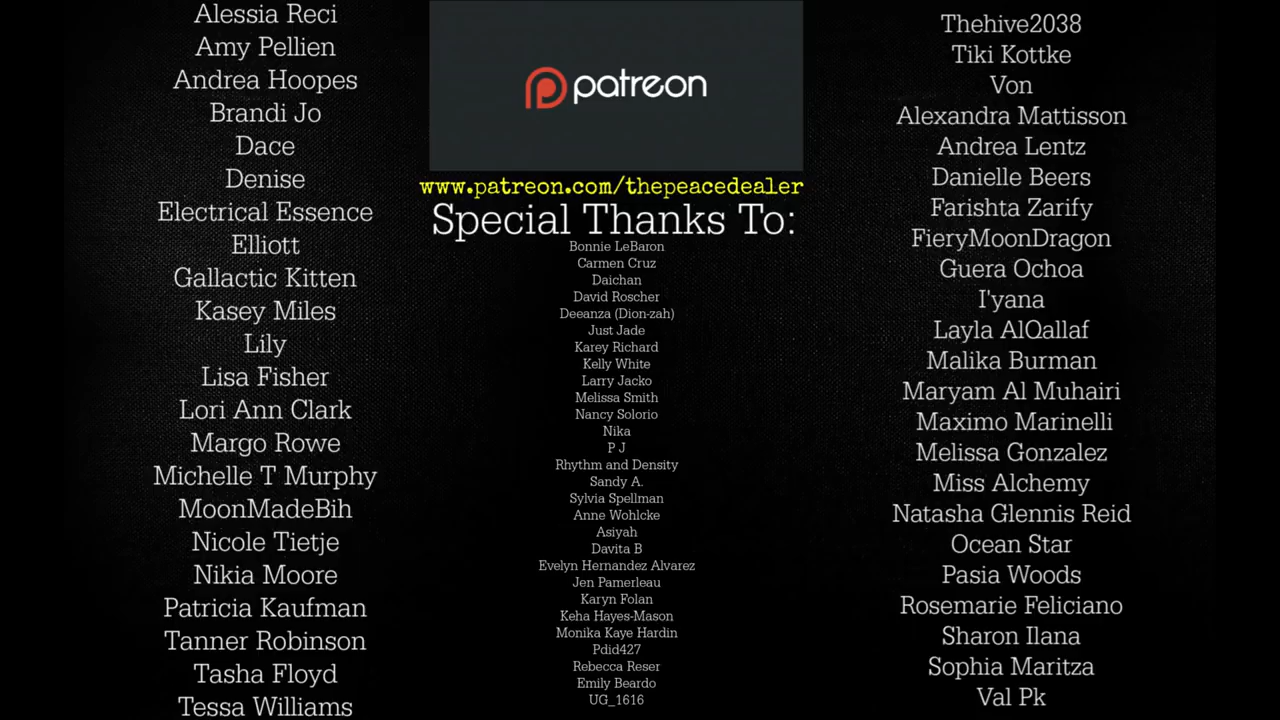 Alessia Reci
Amy Pellien
Andrea Hoopes
Brandi Jo
Dace
Denise
Electrical Essence
Elliott
Gallactic Kitten
Kasey Miles
Lily
Lisa Fisher
Lori Ann Clark
Margo Rowe
Michelle T Murphy
MoonMadeBih
Nicole Tietje
Nikia Moore
Patricia Kaufman
Tanner Robinson
Tasha Floyd
Tessa Williams
patreon
www.patreon.com/thepeacedealer
Special Thanks To:
Bonnie LeBaron
Carmen Cruz
Daichan
David Roscher
Deeanza (Dion-zah)
Just Jade
Karey Richard
Kelly White
Larry Jacko
Melissa Smith
Nancy Solorio
Nika
P J
Rhythm and Density
Sandy A.
Sylvia Spellman
Anne Wohlcke
Asiyah
Davita B
Evelyn Hernandez Alvarez
Jen Pamerleau
Karyn Folan
Keha Hayes-Mason
Monika Kaye Hardin
Pdid427
Rebecca Reser
Emily Beardo
UG_1616
Thehive2038
Tiki Kottke
Von
Alexandra Mattisson
Andrea Lentz
Danielle Beers
Farishta Zarify
FieryMoonDragon
Guera Ochoa
I'yana
Layla AlQallaf
Malika Burman
Maryam Al Muhairi
Maximo Marinelli
Melissa Gonzalez
Miss Alchemy
Natasha Glennis Reid
Ocean Star
Pasia Woods
Rosemarie Feliciano
Sharon Ilana
Sophia Maritza
Val Pk